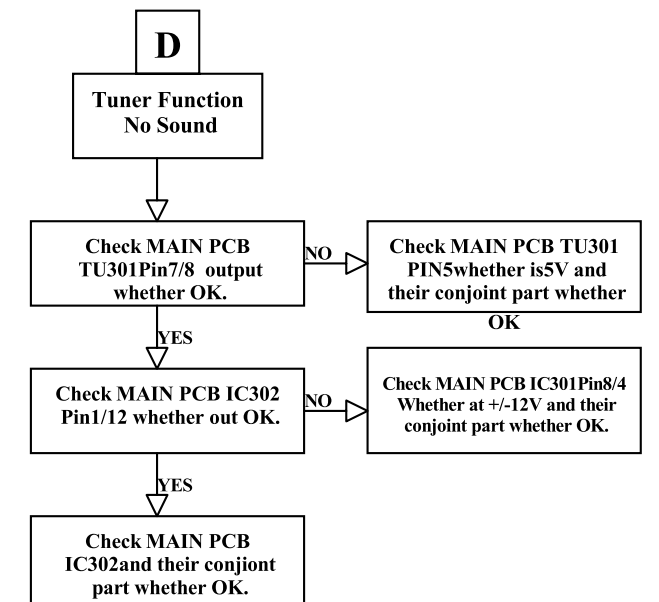 D
Tuner Function
No Sound
Check MAIN PCB
TU301Pin7/8 output
whether OK.
NO
Check MAIN PCB TU301
PIN5whether is5V and
their conjoint part whether
OK
YES
Check MAIN PCB IC302
Pin1/12 whether out OK.
NO
Check MAIN PCB IC301Pin8/4
Whether at +/-12V and their
conjoint part whether OK.
YES
Check MAIN PCB
IC302and their conjiont
part whether OK.